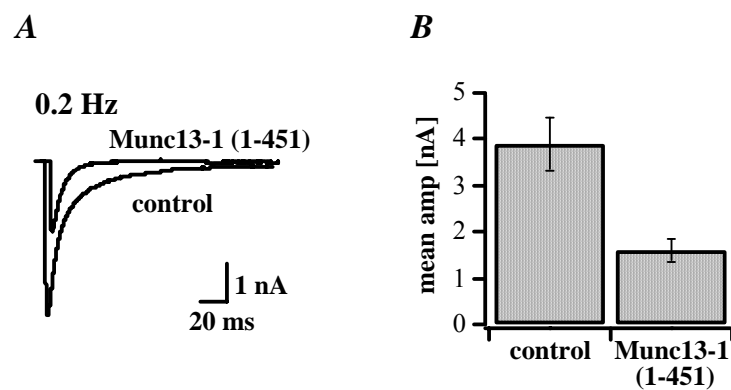 A
0.2 Hz
Munc13-1 (1-451)
control
1 nA
20 ms
B
mean amp [nA]
5
4
3
2
1
0
control
Munc13-1
(1-451)